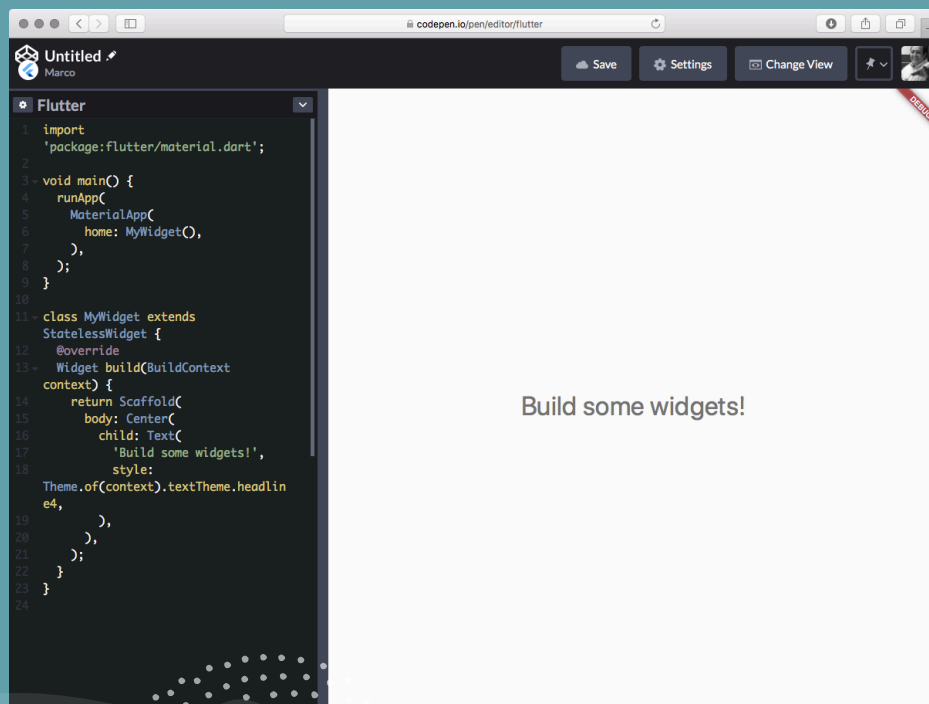 codepen.io/pen/editor/flutter
Untitled
Marco
Save
Settings
Change View
Flutter
DEBUG
1 import
'package:flutter/material.dart';
2
3 void main() {
4 runApp(
5 MaterialApp(
6 home: MyWidget(),
7 ),
8 );
9 }
10
11 class MyWidget extends
StatelessWidget {
12 @override
13 Widget build(BuildContext
context) {
14 return Scaffold(
15 body: Center(
16 child: Text(
17 'Build some widgets!',
18 style:
Theme.of(context).textTheme.headlin
e4,
19 ),
20 ),
21 );
22 }
23 }
24
Build some widgets!